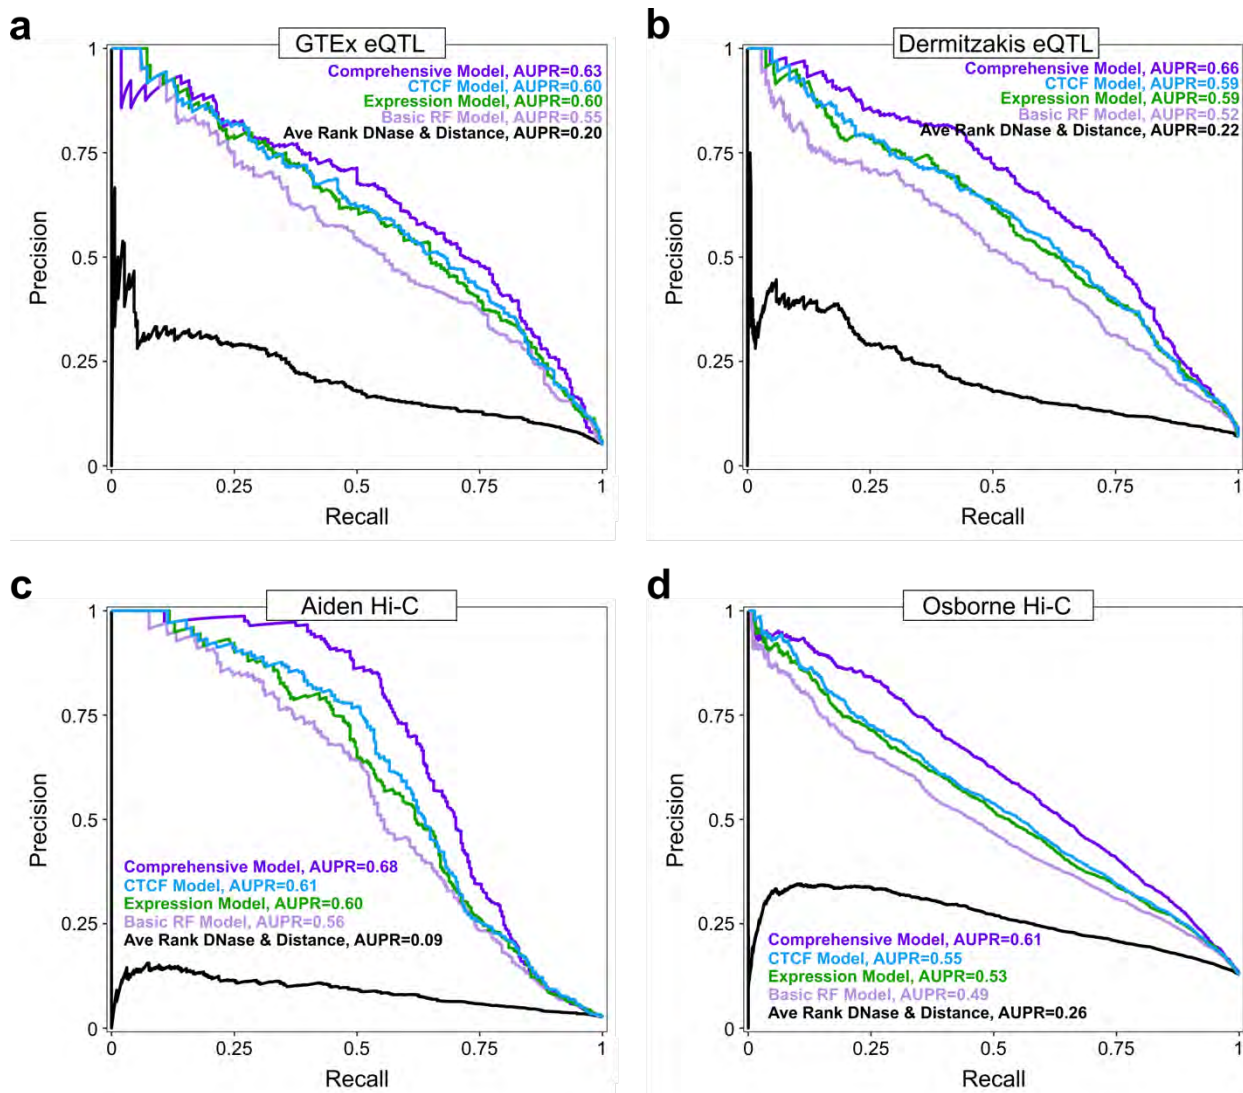 a
GTEx eQTL
Comprehensive Model, AUPR=0.63
CTCF Model, AUPR=0.60
Expression Model, AUPR=0.60
Basic RF Model, AUPR=0.55
Ave Rank DNase & Distance, AUPR=0.20
1
0.75
0.5
0.25
0
Precision
0 0.25 0.5 0.75 1
Recall
b
Dermitzakis eQTL
Comprehensive Model, AUPR=0.66
CTCF Model, AUPR=0.59
Expression Model, AUPR=0.59
Basic RF Model, AUPR=0.52
Ave Rank DNase & Distance, AUPR=0.22
1
0.75
0.5
0.25
0
Precision
0 0.25 0.5 0.75 1
Recall
c
Aiden Hi-C
1
0.75
0.5
0.25
0
Precision
Comprehensive Model, AUPR=0.68
CTCF Model, AUPR=0.61
Expression Model, AUPR=0.60
Basic RF Model, AUPR=0.56
Ave Rank DNase & Distance, AUPR=0.09
0 0.25 0.5 0.75 1
Recall
d
Osborne Hi-C
1
0.75
0.5
0.25
0
Precision
Comprehensive Model, AUPR=0.61
CTCF Model, AUPR=0.55
Expression Model, AUPR=0.53
Basic RF Model, AUPR=0.49
Ave Rank DNase & Distance, AUPR=0.26
0 0.25 0.5 0.75 1
Recall